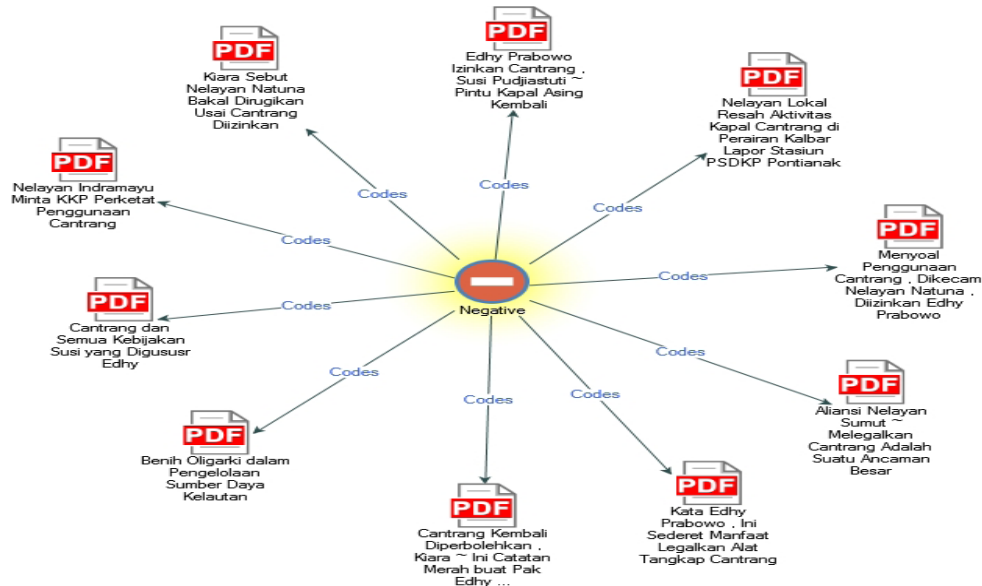 PDF
Edhy Prabowo
Izinkan Cantrang ,
Susi Pudjiastuti ~
Pintu Kapal Asing
Kembali
PDF
Kiara Sebut
Nelayan Natuna
Bakal Dirugikan
Usai Cantrang
Diizinkan
PDF
Nelayan Lokal
Resah Aktivitas
Kapal Cantrang di
Perairan Kalbar
Lapor Stasiun
PSDKP Pontianak
PDF
Nelayan Indramayu
Minta KKP Perketat
Penggunaan
Cantrang
Codes
Codes
Codes
Codes
PDF
Menyoal
Penggunaan
Cantrang , Dikecam
Nelayan Natuna ,
Diizinkan Edhy
Prabowo
Codes
Negative
PDF
Cantrang dan
Semua Kebijakan
Susi yang Digususr
Edhy
Codes
Codes
Codes
Codes
Codes
Codes
PDF
Aliansi Nelayan
Sumut ~
Melegalkan
Cantrang Adalah
Suatu Ancaman
Besar
PDF
Benih Oligarki dalam
Pengelolaan
Sumber Daya
Kelautan
PDF
Cantrang Kembali
Diperbolehkan ,
Kiara ~ Ini Catatan
Merah buat Pak
Edhy ...
PDF
Kata Edhy
Prabowo , Ini
Sederet Manfaat
Legalkan Alat
Tangkap Cantrang